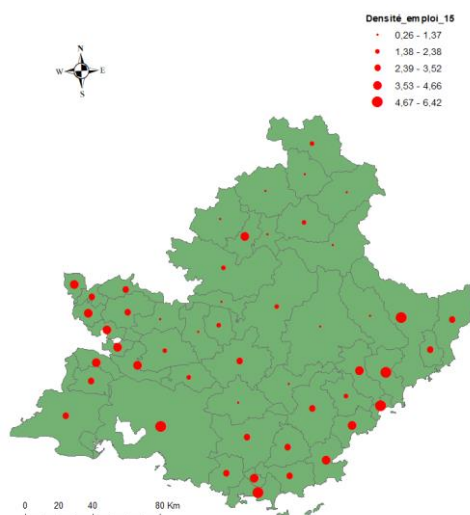 Densité_emploi_15
0,26 - 1,37
1,38 - 2,38
2,39 - 3,52
3,53 - 4,66
4,67 - 6,42
N
W E
S
0 20 40 80 Km